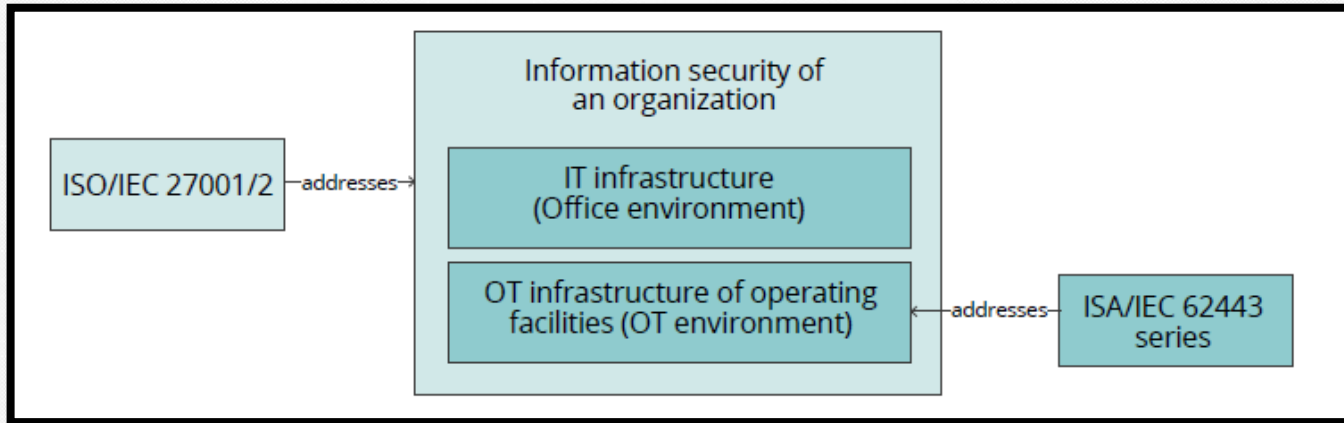 Information security of
an organization
ISO/IEC 27001/2
addresses
IT infrastructure
(Office environment)
OT infrastructure of operating
facilities (OT environment)
addresses
ISA/IEC 62443
series